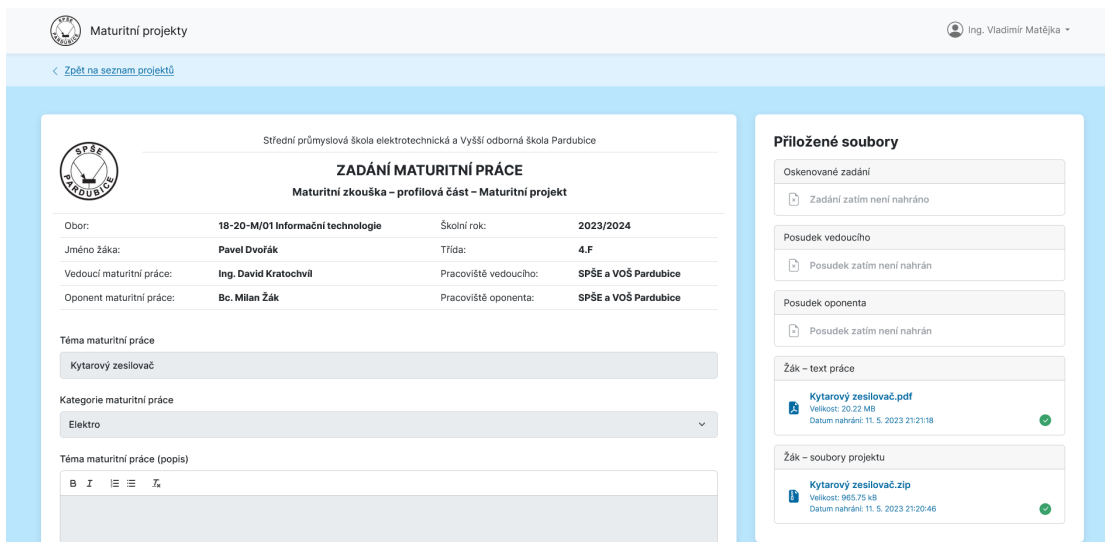 SPŠE
PARDUBICE
Maturitní projekty
Ing. Vladimír Matějka
Zpět na seznam projektů
SPŠE
PARDUBICE
Střední průmyslová škola elektrotechnická a Vyšší odborná škola Pardubice
ZADÁNÍ MATURITNÍ PRÁCE
Maturitní zkouška – profilová část – Maturitní projekt
Obor: 18-20-M/01 Informační technologie Školní rok: 2023/2024
Jméno žáka: Pavel Dvořák Třída: 4.F
Vedoucí maturitní práce: Ing. David Kratochvíl Pracoviště vedoucího: SPŠE a VOŠ Pardubice
Oponent maturitní práce: Bc. Milan Žák Pracoviště oponenta: SPŠE a VOŠ Pardubice
Téma maturitní práce
Kytarový zesilovač
Kategorie maturitní práce
Elektro
Téma maturitní práce (popis)
B I
Přiložené soubory
Oskenované zadání
Zadání zatím není nahráno
Posudek vedoucího
Posudek zatím není nahrán
Posudek oponenta
Posudek zatím není nahrán
Žák – text práce
Kytarový zesilovač.pdf
Velikost: 20.22 MB
Datum nahrání: 11. 5. 2023 21:21:18
Žák – soubory projektu
Kytarový zesilovač.zip
Velikost: 965.75 kB
Datum nahrání: 11. 5. 2023 21:20:46